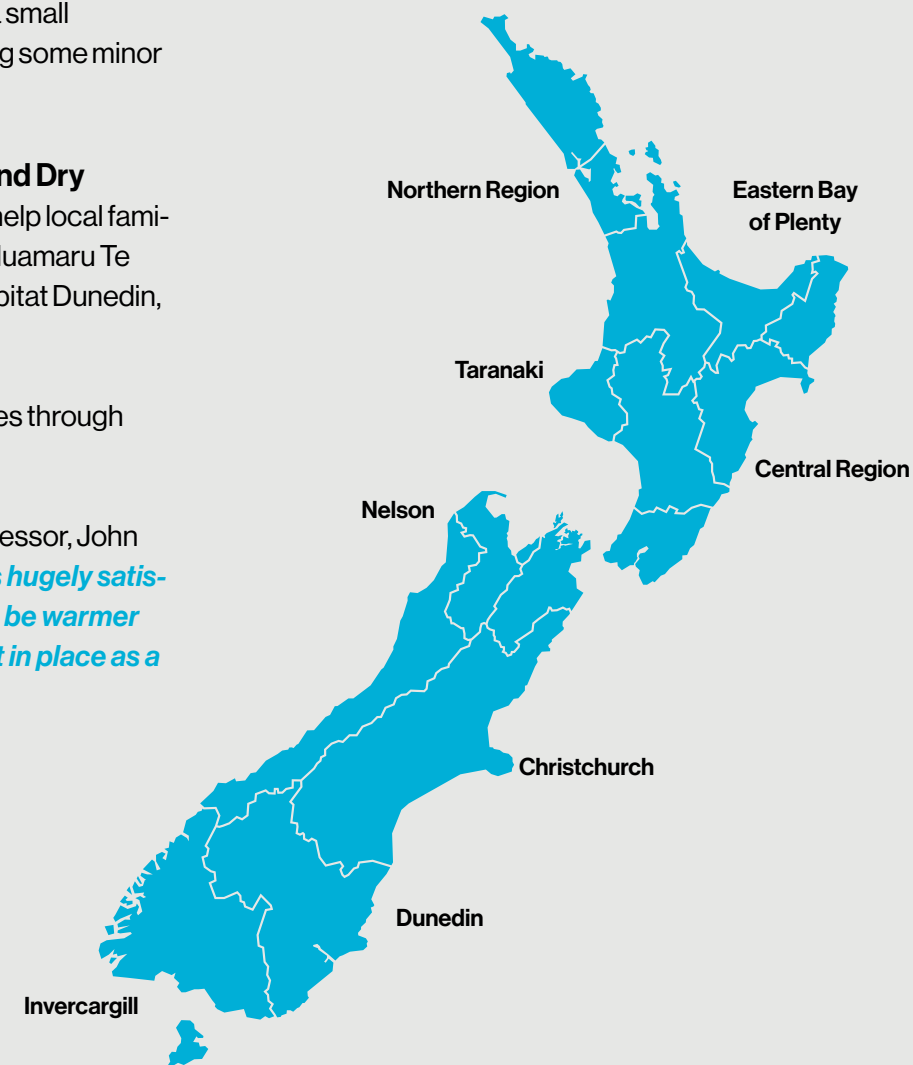 small
g some minor
nd Dry
help local fami-
uamaru Te
bitat Dunedin,
es through
essor, John
s hugely satis-
be warmer
t in place as a
Northern Region
Eastern Bay
of Plenty
Taranaki
Central Region
Nelson
Christchurch
Dunedin
Invercargill